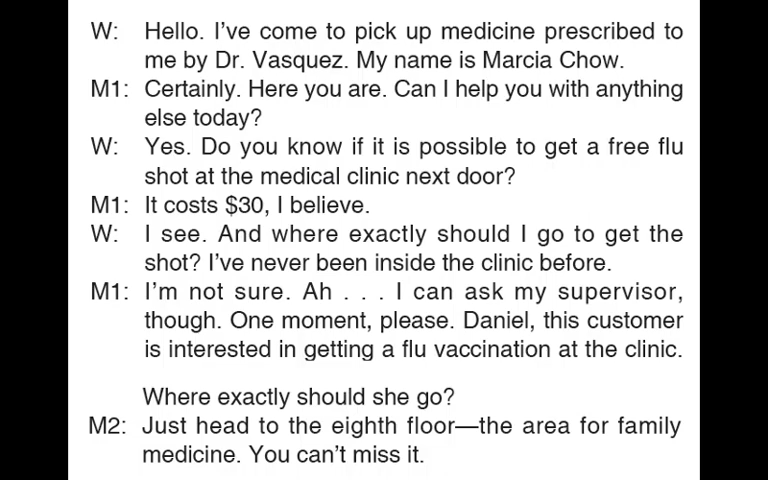 W: Hello. I've come to pick up medicine prescribed to
me by Dr. Vasquez. My name is Marcia Chow.
M1: Certainly. Here you are. Can I help you with anything
else today?
W: Yes. Do you know if it is possible to get a free flu
shot at the medical clinic next door?
M1: It costs $30, I believe.
W: I see. And where exactly should I go to get the
shot? I've never been inside the clinic before.
M1: I'm not sure. Ah . . . I can ask my supervisor,
though. One moment, please. Daniel, this customer
is interested in getting a flu vaccination at the clinic.
Where exactly should she go?
M2: Just head to the eighth floor—the area for family
medicine. You can't miss it.